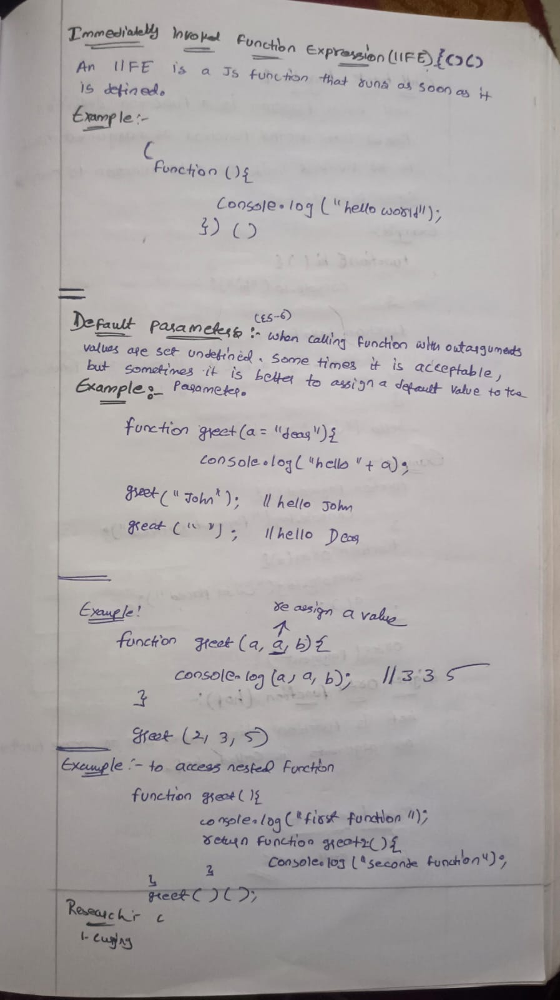 Immediately Invoked Function Expression (IIFE) {()()
An IIFE is a Js function that runs as soon as it
is defined.
Example:-
(
function (){
console.log ("hello world");
}) ()
Default parameters (ES-6) :- when calling function with outarguments
values are set undefined. Some times it is acceptable,
but sometimes it is better to assign a default value to the
Parameter.
Example:-
function greet(a = "dear"){
console.log("hello "+ a);
greet("John"); // hello John
greet (" "); // hello Dear
Example!
re assign a value
function greet (a, a, b){
console.log (a, a, b); // 3 3 5
}
greet (2, 3, 5)
Example :- to access nested function
function greet(){
console.log("first function");
return function greet2(){
console.log ("seconde function");
}
}
greet()();
Research:- c